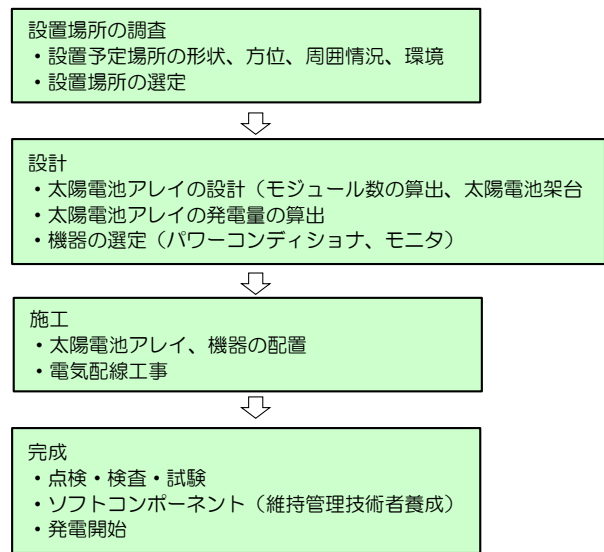 設置場所の調査
・設置予定場所の形状、方位、周囲情況、環境
・設置場所の選定
設計
・太陽電池アレイの設計（モジュール数の算出、太陽電池架台
・太陽電池アレイの発電量の算出
・機器の選定（パワーコンディショナ、モニタ）
施工
・太陽電池アレイ、機器の配置
・電気配線工事
完成
・点検・検査・試験
・ソフトコンポーネント（維持管理技術者養成）
・発電開始